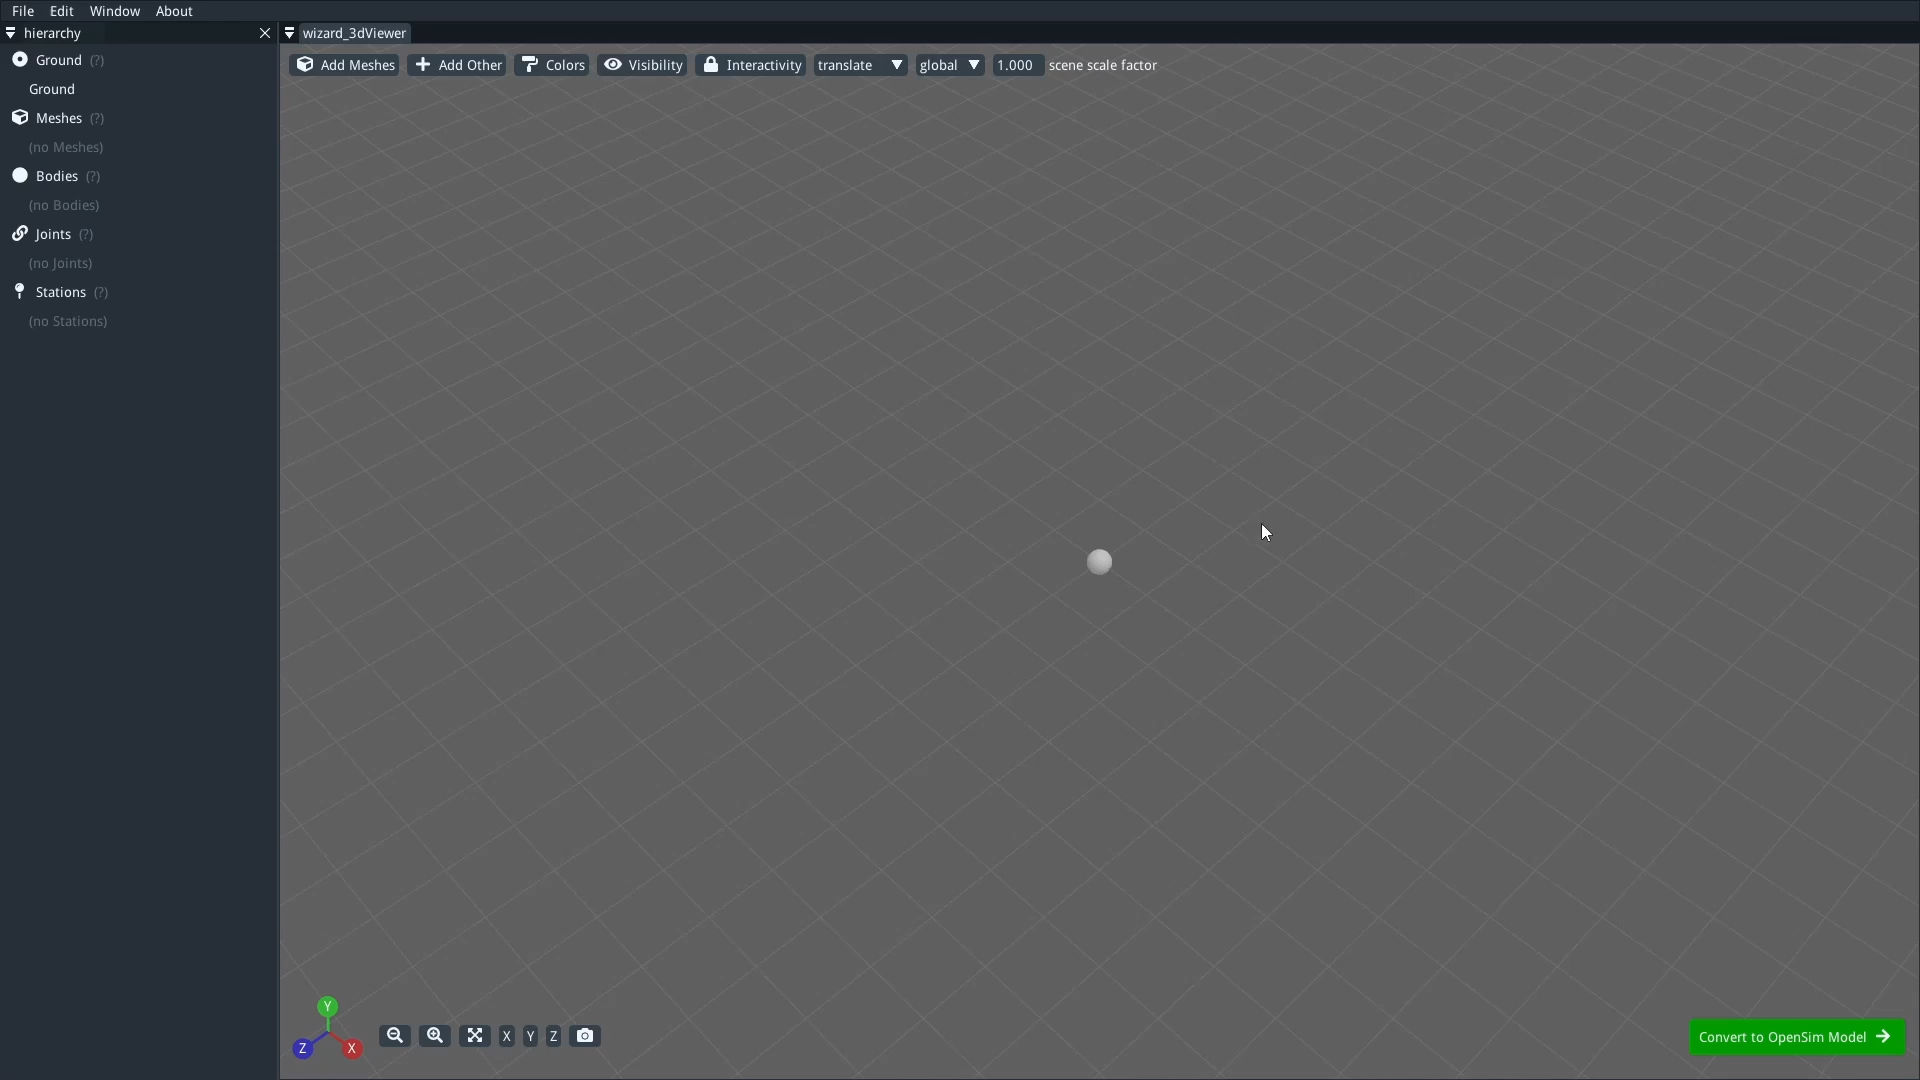 File Edit Window About
hierarchy
wizard_3dViewer
Ground (?)
Ground
Meshes (?)
(no Meshes)
Bodies (?)
(no Bodies)
Joints (?)
(no Joints)
Stations (?)
(no Stations)
Add Meshes Add Other Colors Visibility Interactivity translate global 1.000 scene scale factor
Y
Z X
X Y Z
Convert to OpenSim Model